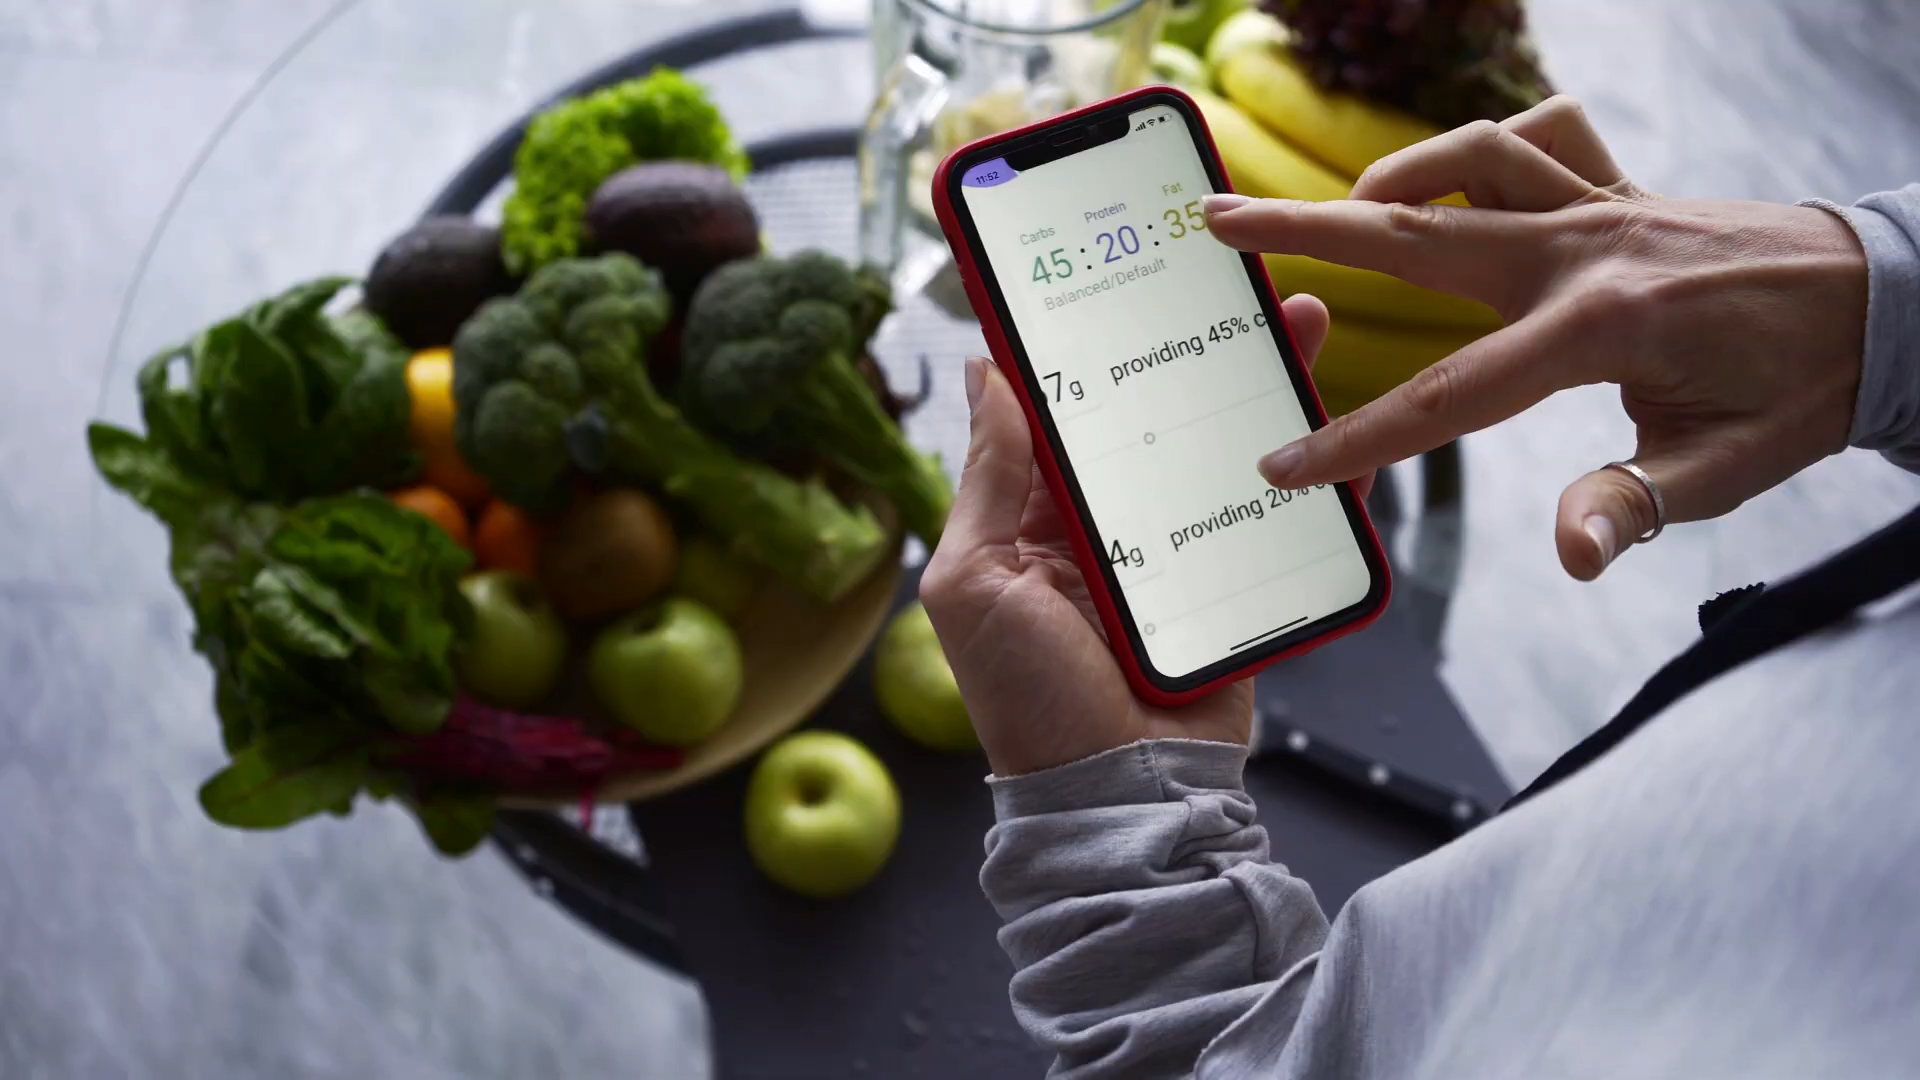 11:52
Carbs Protein Fat
45 : 20 : 35
Balanced/Default
7g providing 45%
4g providing 20%